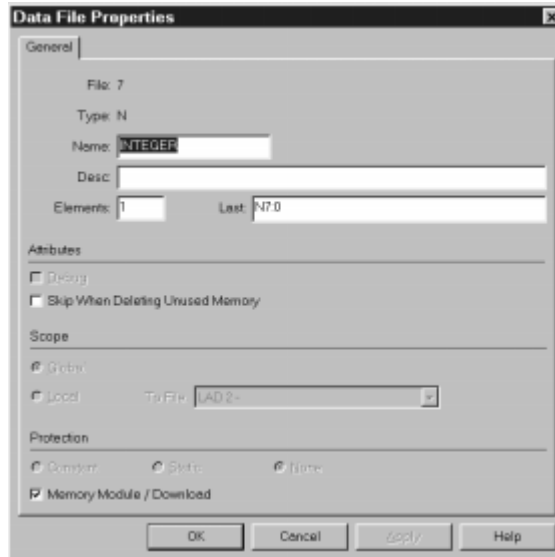 Data File Properties
General
File: 7
Type: N
Name: INTEGER
Desc:
Elements: 1 Last: N7:0
Attributes
Debug
Skip When Deleting Unused Memory
Scope
Global
Local To File: LAD 2 -
Protection
Constant Static None
Memory Module / Download
OK Cancel Apply Help